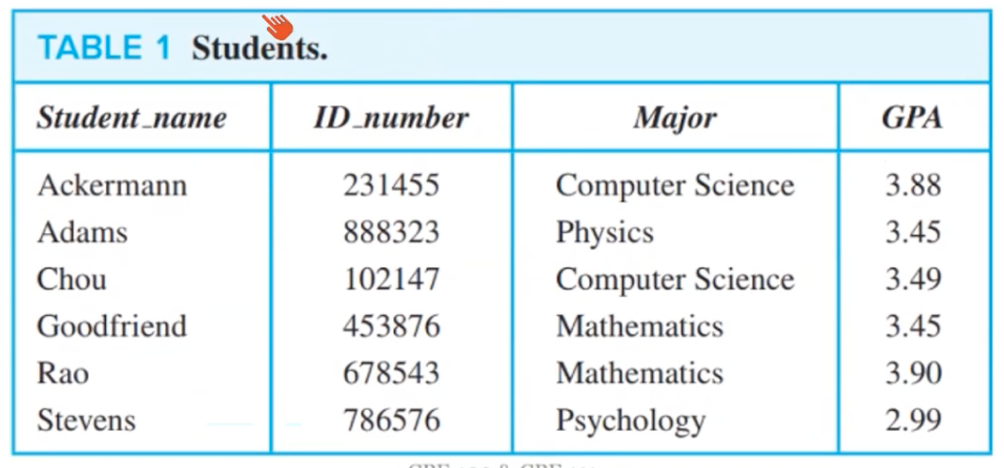 TABLE 1 Students.
Student_name ID_number Major GPA
Ackermann 231455 Computer Science 3.88
Adams 888323 Physics 3.45
Chou 102147 Computer Science 3.49
Goodfriend 453876 Mathematics 3.45
Rao 678543 Mathematics 3.90
Stevens 786576 Psychology 2.99